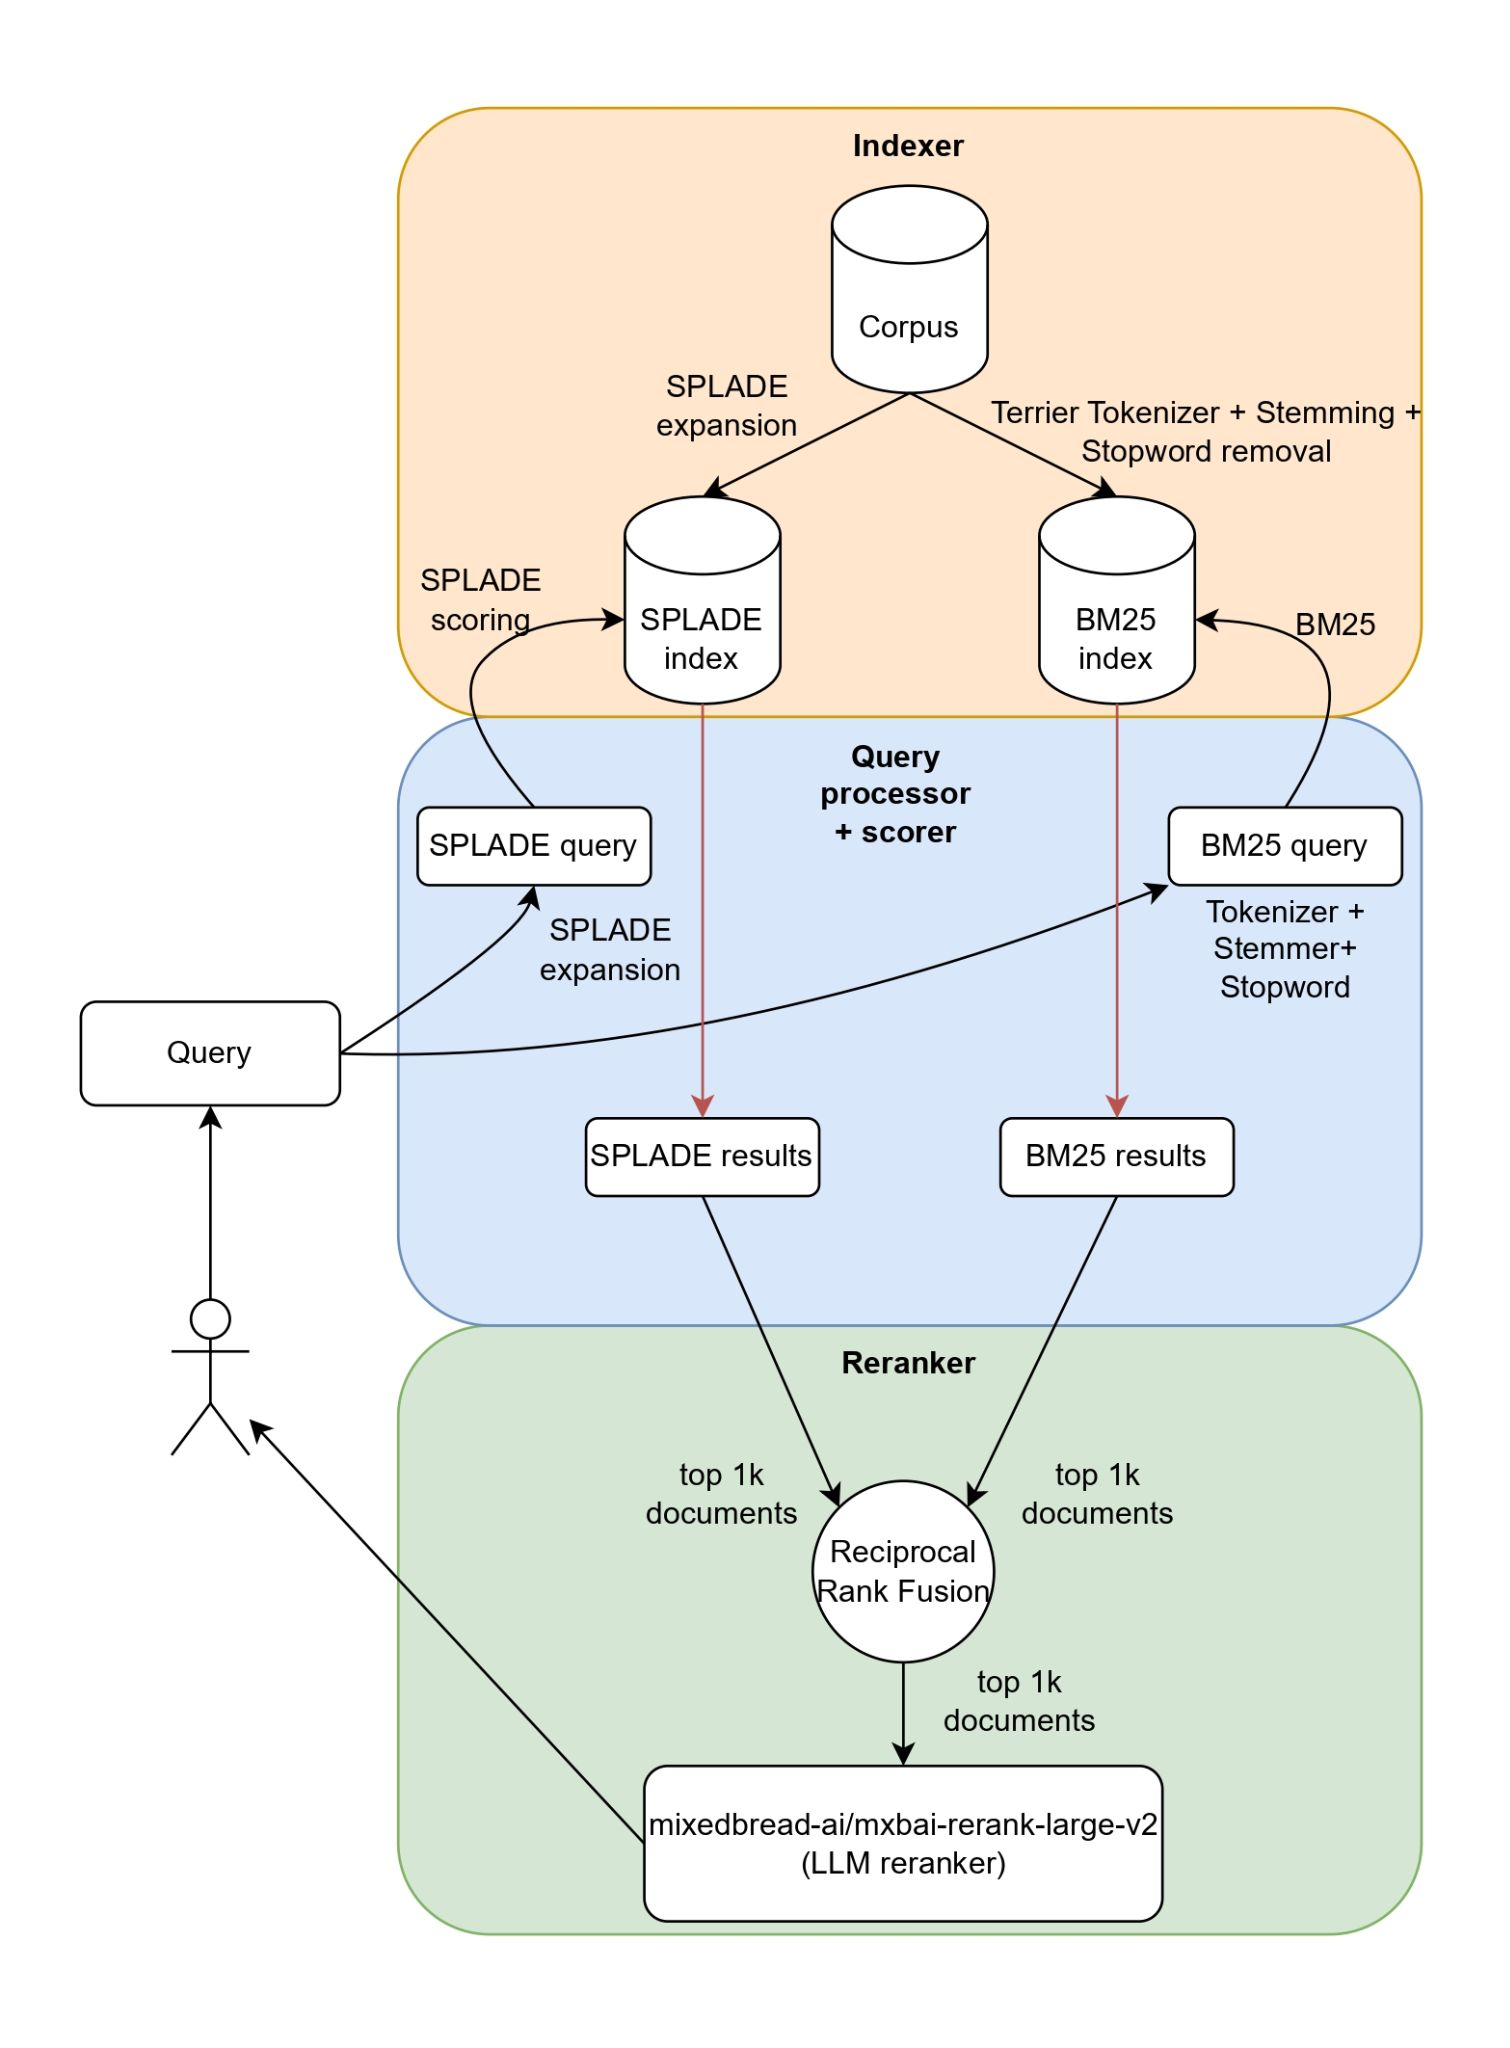 Indexer
Corpus
SPLADE
expansion
Terrier Tokenizer + Stemming +
Stopword removal
SPLADE
scoring
SPLADE
index
BM25
index
BM25
Query
processor
+ scorer
SPLADE query
BM25 query
SPLADE
expansion
Tokenizer +
Stemmer+
Stopword
Query
SPLADE results
BM25 results
Reranker
top 1k
documents
top 1k
documents
Reciprocal
Rank Fusion
top 1k
documents
mixedbread-ai/mxbai-rerank-large-v2
(LLM reranker)